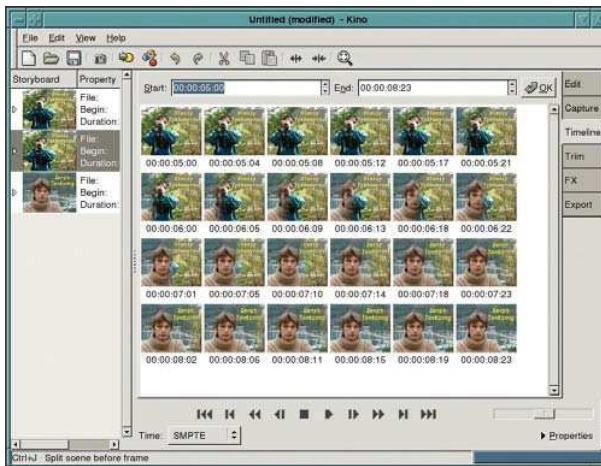 Untitled (modified) - Kino
File Edit View Help
Storyboard Property
File:
Begin:
Duration:
File:
Begin:
Duration:
File:
Begin:
Duration:
Start: 00:00:05:00 End: 00:00:08:23 OK
00:00:05:00 00:00:05:04 00:00:05:08 00:00:05:12 00:00:05:17 00:00:05:21
00:00:06:00 00:00:06:05 00:00:06:09 00:00:06:13 00:00:06:18 00:00:06:22
00:00:07:01 00:00:07:05 00:00:07:10 00:00:07:14 00:00:07:18 00:00:07:23
00:00:08:02 00:00:08:06 00:00:08:11 00:00:08:15 00:00:08:19 00:00:08:23
Edit
Capture
Timeline
Trim
FX
Export
Time: SMPTE
Properties
Ctrl+J Split scene before frame